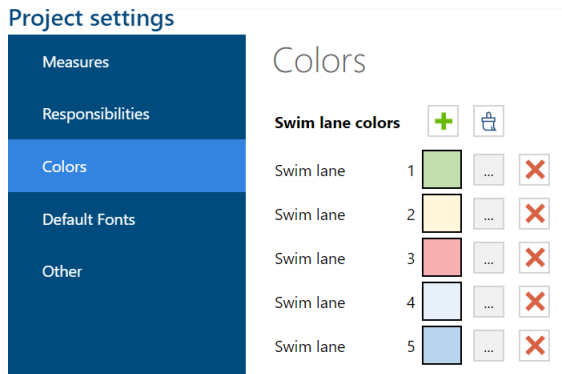 Project settings
Measures
Responsibilities
Colors
Default Fonts
Other
Colors
Swim lane colors
Swim lane 1 ...
Swim lane 2 ...
Swim lane 3 ...
Swim lane 4 ...
Swim lane 5 ...